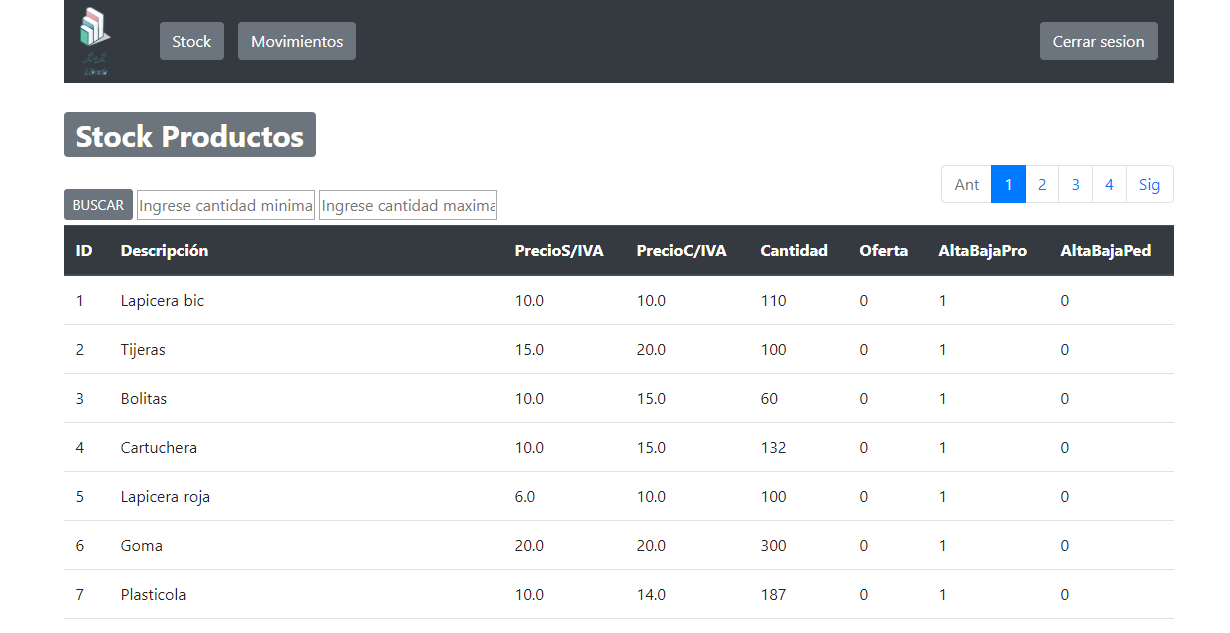 Stock Movimientos Cerrar sesion
Stock Productos
Ant 1 2 3 4 Sig
BUSCAR Ingrese cantidad minima Ingrese cantidad maxima
ID Descripción PrecioS/IVA PrecioC/IVA Cantidad Oferta AltaBajaPro AltaBajaPed
1 Lapicera bic 10.0 10.0 110 0 1 0
2 Tijeras 15.0 20.0 100 0 1 0
3 Bolitas 10.0 15.0 60 0 1 0
4 Cartuchera 10.0 15.0 132 0 1 0
5 Lapicera roja 6.0 10.0 100 0 1 0
6 Goma 20.0 20.0 300 0 1 0
7 Plasticola 10.0 14.0 187 0 1 0